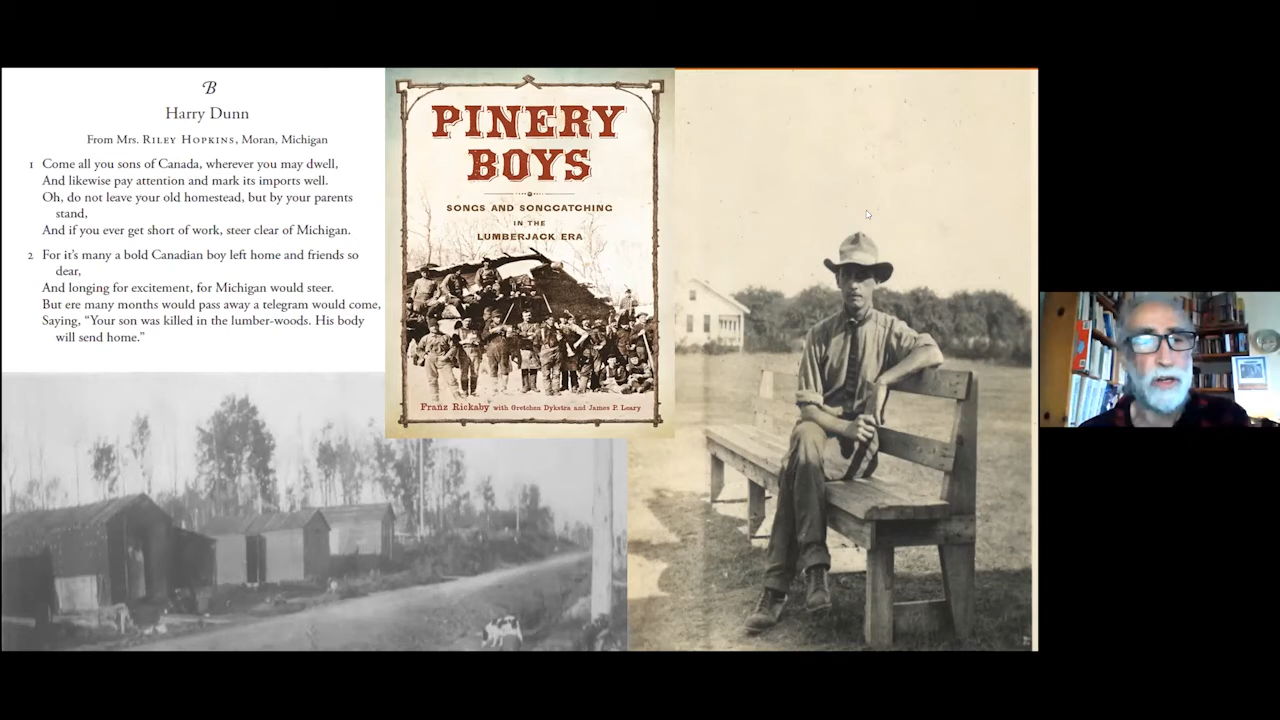 B
Harry Dunn
From Mrs. RILEY HOPKINS, Moran, Michigan
1 Come all you sons of Canada, wherever you may dwell,
And likewise pay attention and mark its imports well.
Oh, do not leave your old homestead, but by your parents
stand,
And if you ever get short of work, steer clear of Michigan.
2 For it's many a bold Canadian boy left home and friends so
dear,
And longing for excitement, for Michigan would steer.
But ere many months would pass away a telegram would come,
Saying, “Your son was killed in the lumber-woods. His body
will send home.”
PINERY
BOYS
SONGS AND SONGCATCHING
IN THE
LUMBERJACK ERA
Franz Rickaby with Gretchen Dykstra and James P. Leary